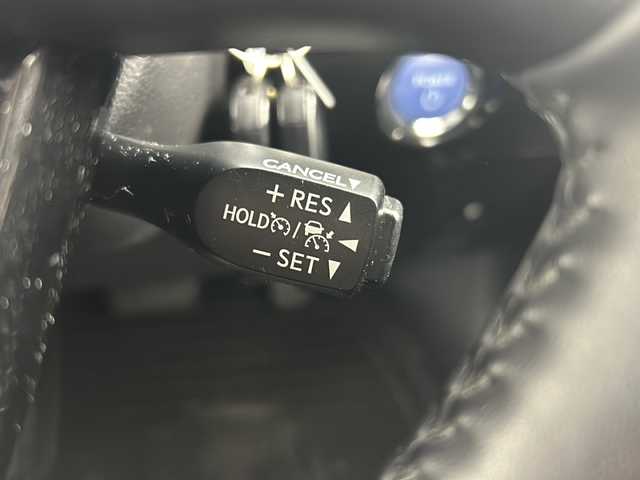 CANCEL▼
+ RES ▲
HOLD / ◀
− SET ▼